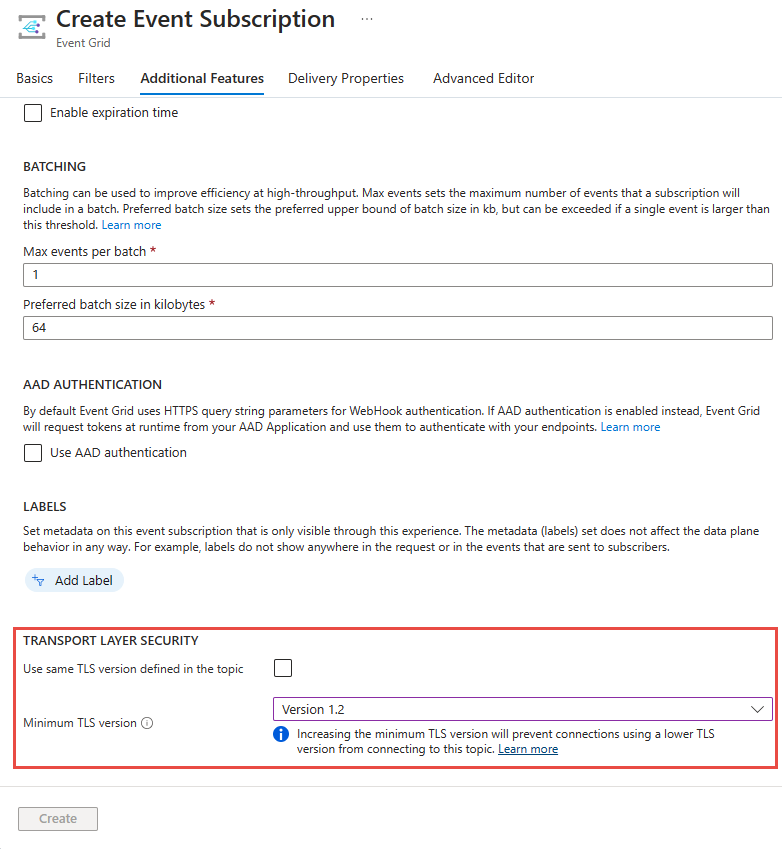 Create Event Subscription ...
Event Grid
Basics Filters Additional Features Delivery Properties Advanced Editor
Enable expiration time
BATCHING
Batching can be used to improve efficiency at high-throughput. Max events sets the maximum number of events that a subscription will
include in a batch. Preferred batch size sets the preferred upper bound of batch size in kb, but can be exceeded if a single event is larger than
this threshold. Learn more
Max events per batch *
1
Preferred batch size in kilobytes *
64
AAD AUTHENTICATION
By default Event Grid uses HTTPS query string parameters for WebHook authentication. If AAD authentication is enabled instead, Event Grid
will request tokens at runtime from your AAD Application and use them to authenticate with your endpoints. Learn more
Use AAD authentication
LABELS
Set metadata on this event subscription that is only visible through this experience. The metadata (labels) set does not affect the data plane
behavior in any way. For example, labels do not show anywhere in the request or in the events that are sent to subscribers.
Add Label
TRANSPORT LAYER SECURITY
Use same TLS version defined in the topic
Minimum TLS version
Version 1.2
Increasing the minimum TLS version will prevent connections using a lower TLS
version from connecting to this topic. Learn more
Create